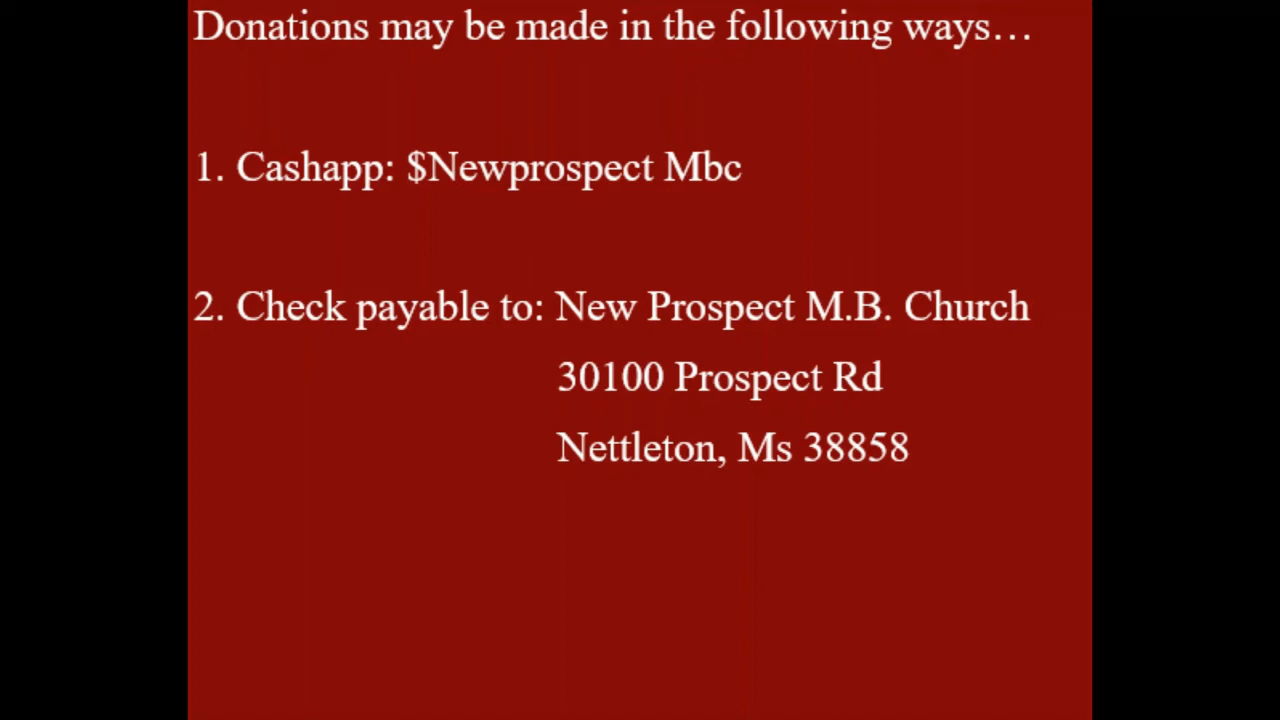 Donations may be made in the following ways…
1. Cashapp: $Newprospect Mbc
2. Check payable to: New Prospect M.B. Church
30100 Prospect Rd
Nettleton, Ms 38858